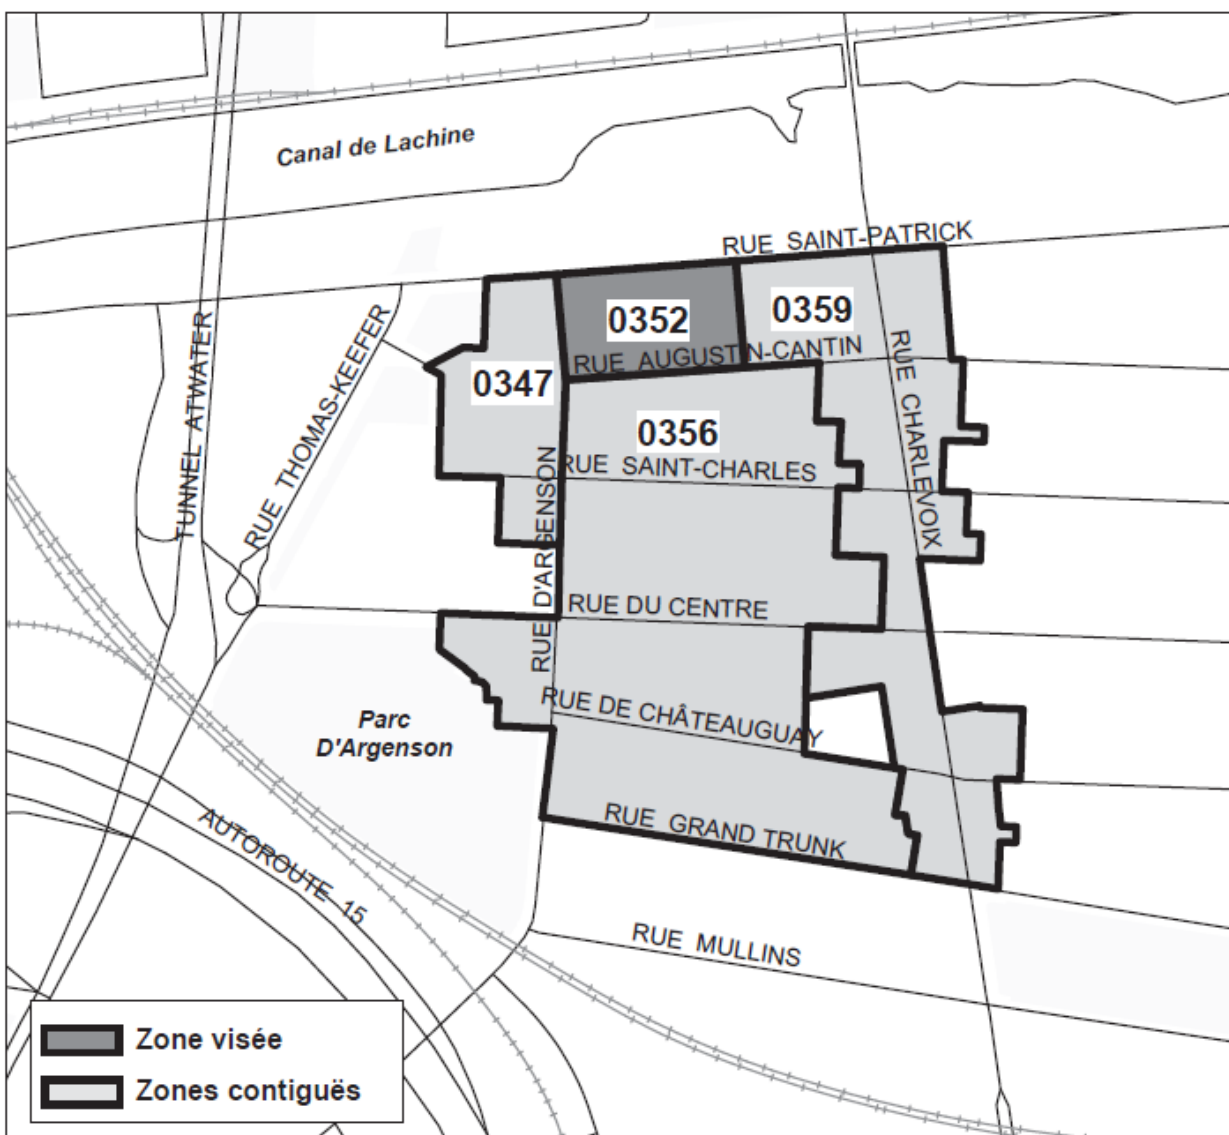 Canal de Lachine
RUE SAINT-PATRICK
0352
0359
RUE AUGUSTIN-CANTIN
0347
0356
RUE SAINT-CHARLES
TUNNEL ATWATER
RUE THOMAS-KEEFER
RUE D'ARGENSON
RUE CHARLEVOIX
RUE DU CENTRE
RUE D'ARGENSON
RUE DE CHÂTEAUGUAY
Parc
D'Argenson
RUE GRAND TRUNK
AUTOROUTE 15
RUE MULLINS
Zone visée
Zones contiguës